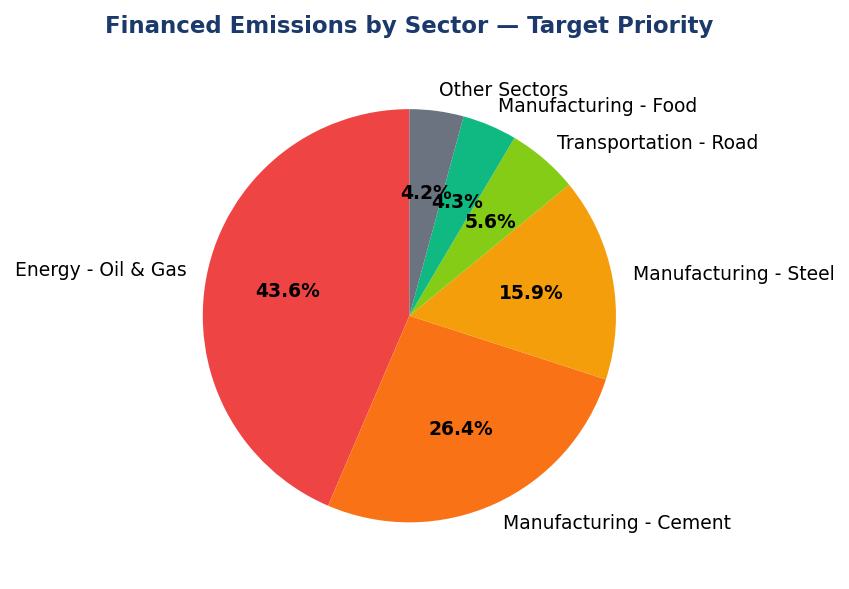 Financed Emissions by Sector — Target Priority
Other Sectors
Manufacturing - Food
Transportation - Road
4.2%
4.3%
5.6%
Energy - Oil & Gas
43.6%
15.9%
Manufacturing - Steel
26.4%
Manufacturing - Cement